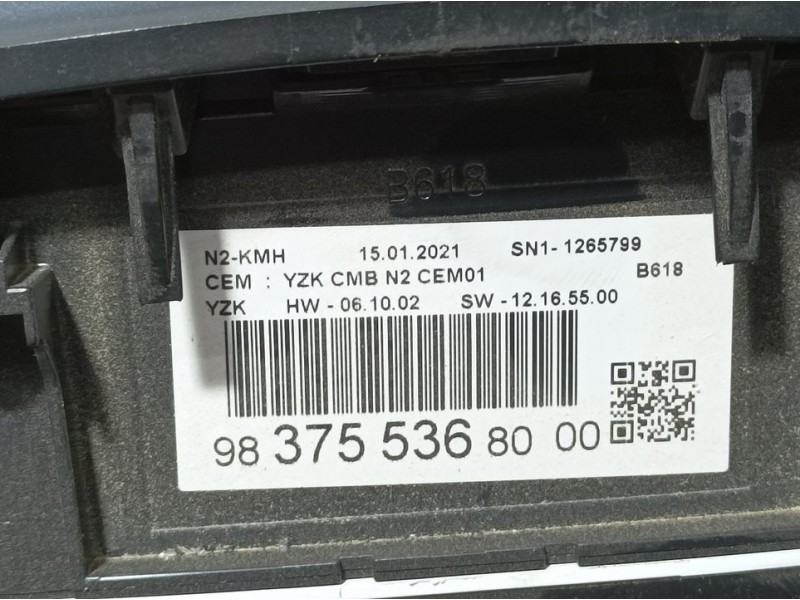 B618
N2-KMH 15.01.2021 SN1- 1265799
CEM : YZK CMB N2 CEM01 B618
YZK HW - 06.10.02 SW - 12.16.55.00
98 375 536 80 00